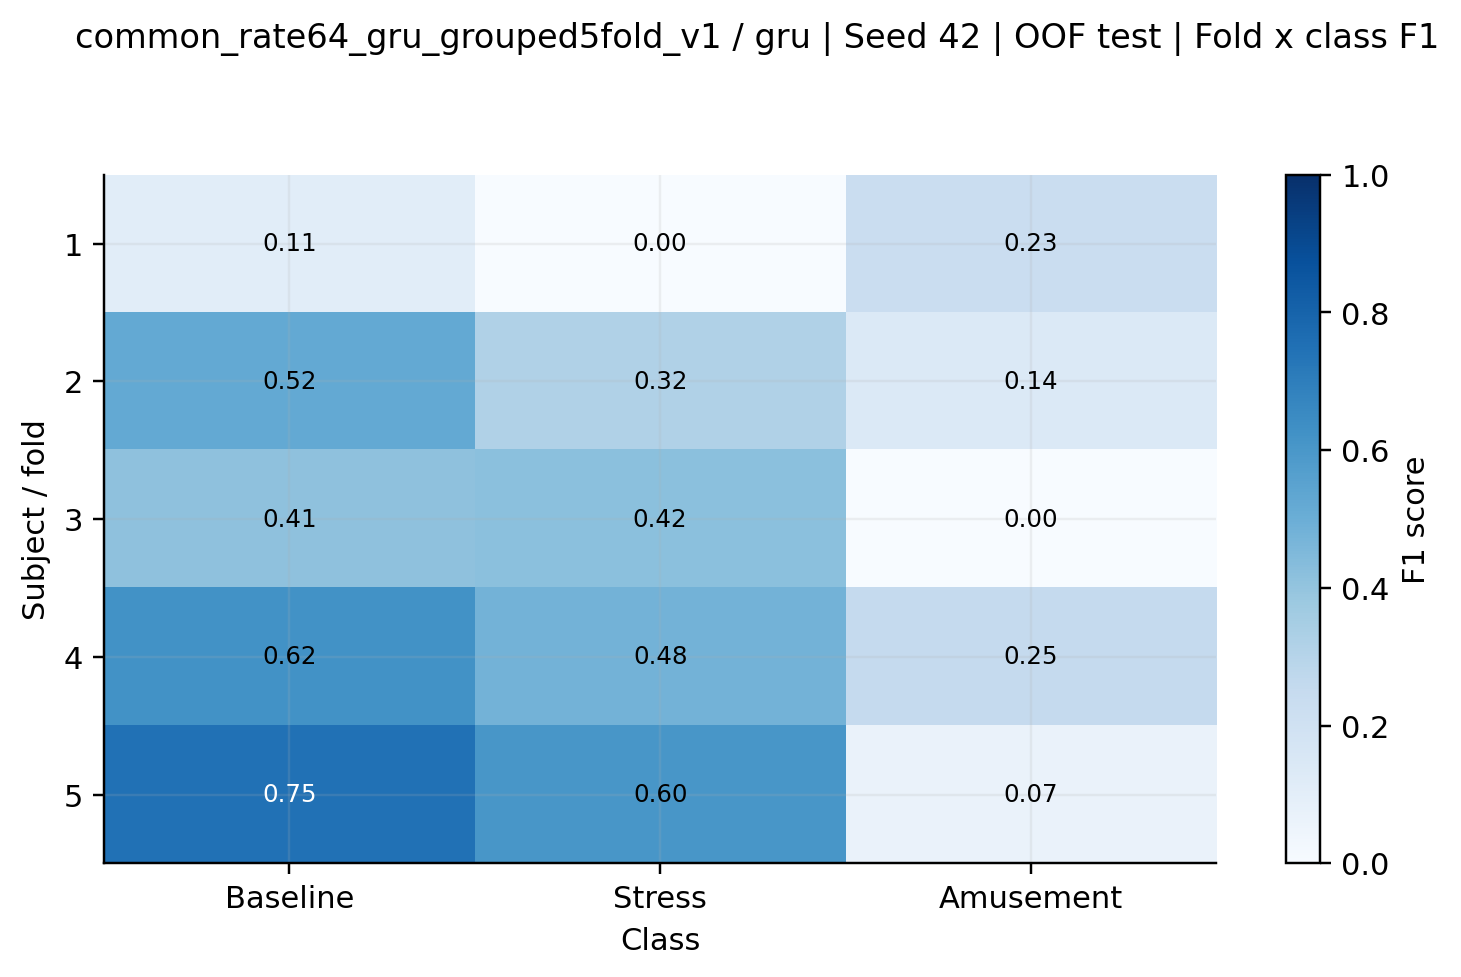 common_rate64_gru_grouped5fold_v1 / gru | Seed 42 | OOF test | Fold x class F1
1 0.11 0.00 0.23
2 0.52 0.32 0.14
3 0.41 0.42 0.00
4 0.62 0.48 0.25
5 0.75 0.60 0.07
Baseline Stress Amusement
Class
Subject / fold
1.0
0.8
0.6
0.4
0.2
0.0
F1 score